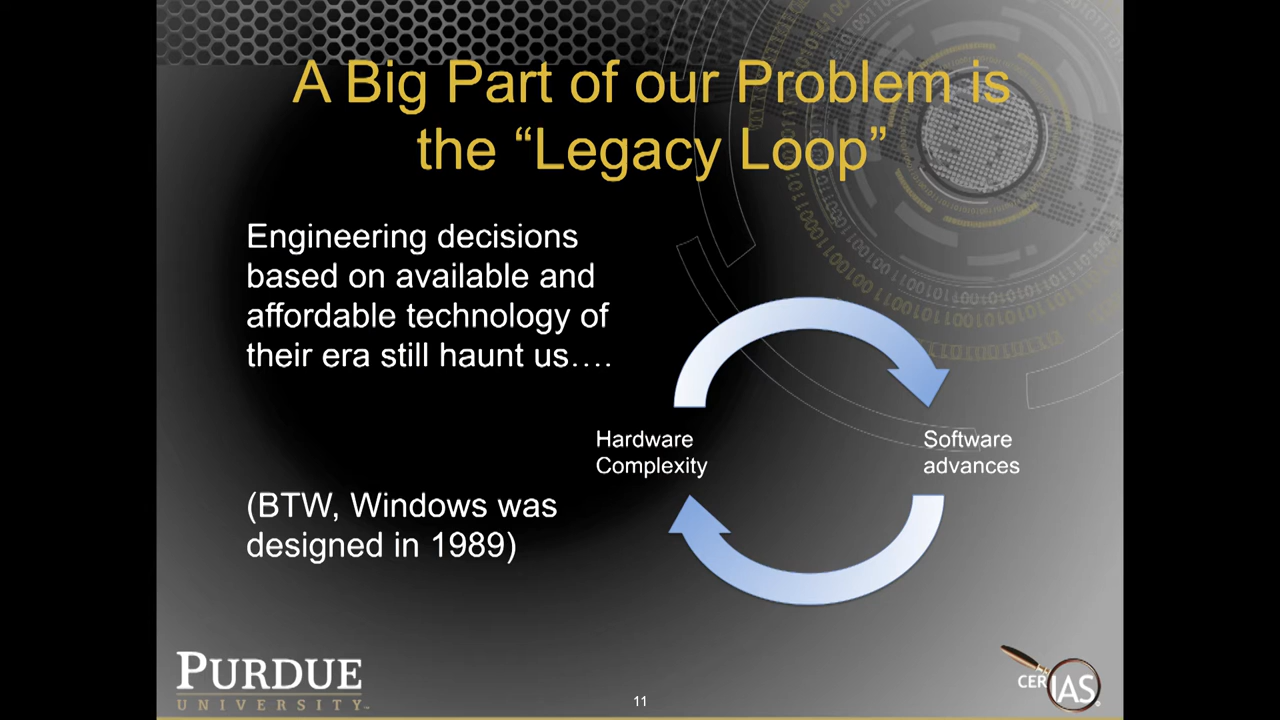 A Big Part of our Problem is
the “Legacy Loop”
Engineering decisions
based on available and
affordable technology of
their era still haunt us….
Hardware
Complexity
Software
advances
(BTW, Windows was
designed in 1989)
PURDUE
UNIVERSITY
11
CERIAS